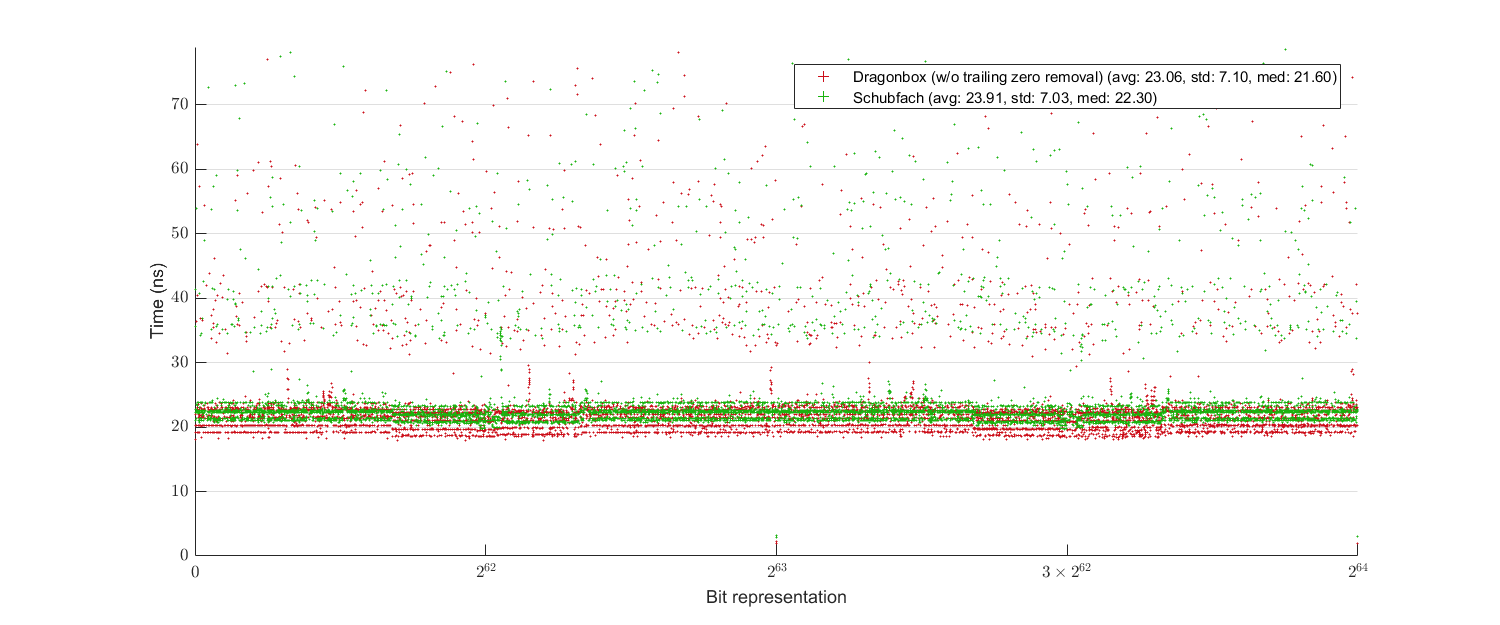 Dragonbox (w/o trailing zero removal) (avg: 23.06, std: 7.10, med: 21.60)
Schubfach (avg: 23.91, std: 7.03, med: 22.30)
70
60
50
40
30
20
10
0
Time (ns)
0 2^62 2^63 3 × 2^62 2^64
Bit representation